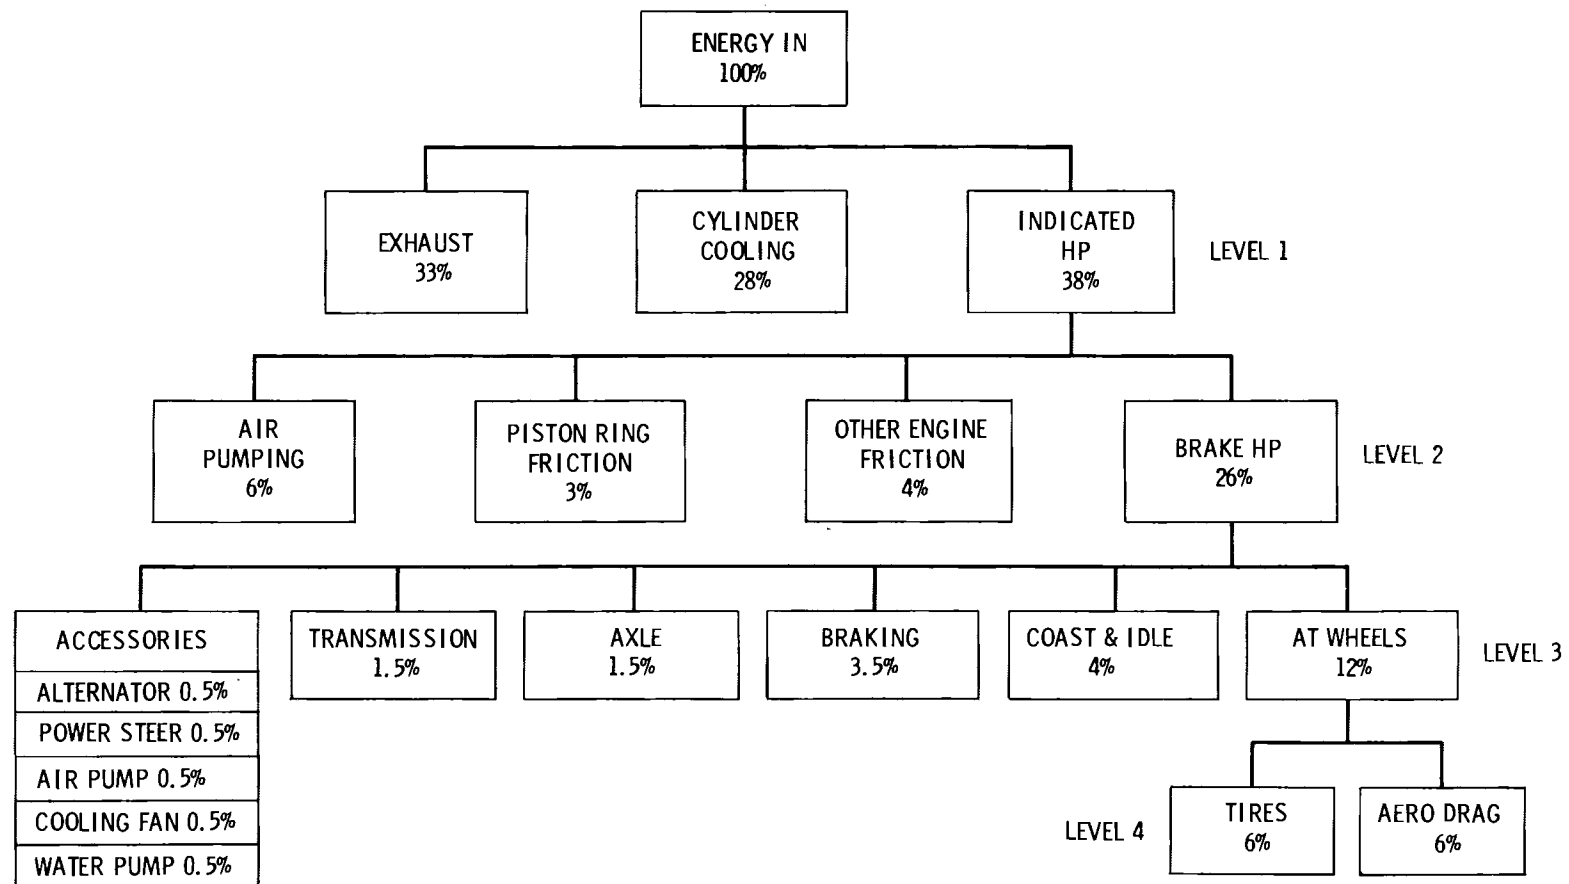 ENERGY IN
100%
EXHAUST
33%
CYLINDER
COOLING
28%
INDICATED
HP
38%
LEVEL 1
AIR
PUMPING
6%
PISTON RING
FRICTION
3%
OTHER ENGINE
FRICTION
4%
BRAKE HP
26%
LEVEL 2
ACCESSORIES
ALTERNATOR 0.5%
POWER STEER 0.5%
AIR PUMP 0.5%
COOLING FAN 0.5%
WATER PUMP 0.5%
TRANSMISSION
1.5%
AXLE
1.5%
BRAKING
3.5%
COAST & IDLE
4%
AT WHEELS
12%
LEVEL 3
LEVEL 4
TIRES
6%
AERO DRAG
6%